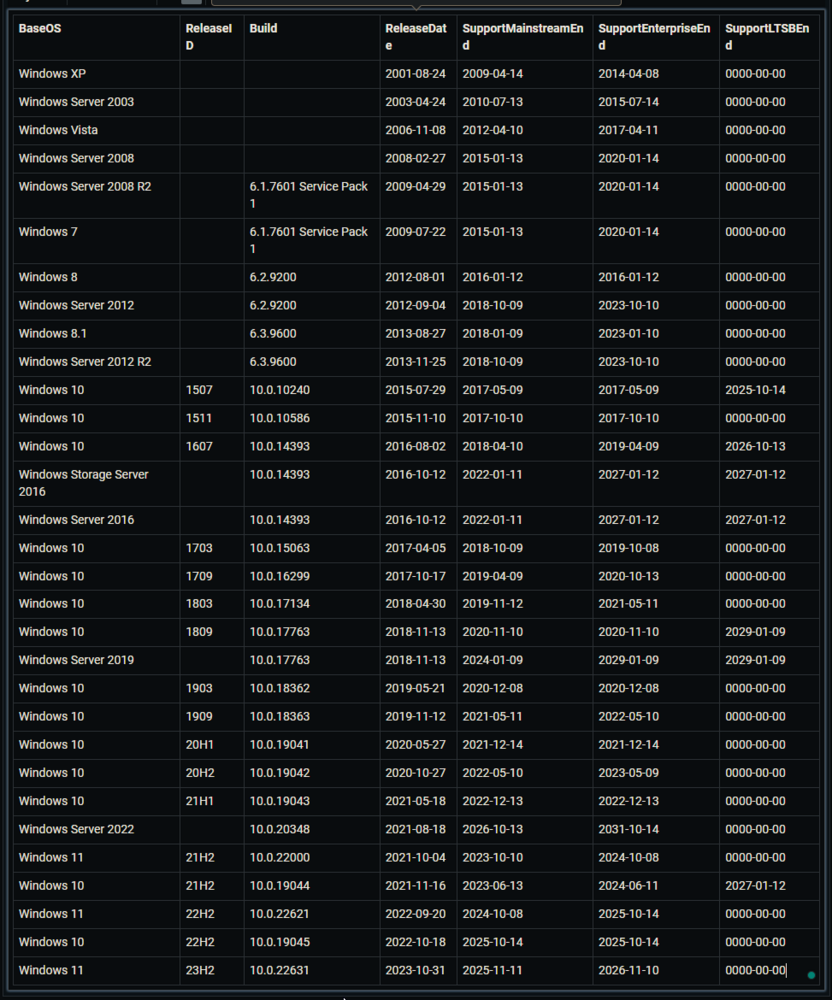 BaseOS ReleaseID Build ReleaseDate SupportMainstreamEnd SupportEnterpriseEnd SupportLTSBEnd
Windows XP 2001-08-24 2009-04-14 2014-04-08 0000-00-00
Windows Server 2003 2003-04-24 2010-07-13 2015-07-14 0000-00-00
Windows Vista 2006-11-08 2012-04-10 2017-04-11 0000-00-00
Windows Server 2008 2008-02-27 2015-01-13 2020-01-14 0000-00-00
Windows Server 2008 R2 6.1.7601 Service Pack 1 2009-04-29 2015-01-13 2020-01-14 0000-00-00
Windows 7 6.1.7601 Service Pack 1 2009-07-22 2015-01-13 2020-01-14 0000-00-00
Windows 8 6.2.9200 2012-08-01 2016-01-12 2016-01-12 0000-00-00
Windows Server 2012 6.2.9200 2012-09-04 2018-10-09 2023-10-10 0000-00-00
Windows 8.1 6.3.9600 2013-08-27 2018-01-09 2023-01-10 0000-00-00
Windows Server 2012 R2 6.3.9600 2013-11-25 2018-10-09 2023-10-10 0000-00-00
Windows 10 1507 10.0.10240 2015-07-29 2017-05-09 2017-05-09 2025-10-14
Windows 10 1511 10.0.10586 2015-11-10 2017-10-10 2017-10-10 0000-00-00
Windows 10 1607 10.0.14393 2016-08-02 2018-04-10 2019-04-09 2026-10-13
Windows Storage Server 2016 10.0.14393 2016-10-12 2022-01-11 2027-01-12 2027-01-12
Windows Server 2016 10.0.14393 2016-10-12 2022-01-11 2027-01-12 2027-01-12
Windows 10 1703 10.0.15063 2017-04-05 2018-10-09 2019-10-08 0000-00-00
Windows 10 1709 10.0.16299 2017-10-17 2019-04-09 2020-10-13 0000-00-00
Windows 10 1803 10.0.17134 2018-04-30 2019-11-12 2021-05-11 0000-00-00
Windows 10 1809 10.0.17763 2018-11-13 2020-11-10 2020-11-10 2029-01-09
Windows Server 2019 10.0.17763 2018-11-13 2024-01-09 2029-01-09 2029-01-09
Windows 10 1903 10.0.18362 2019-05-21 2020-12-08 2020-12-08 0000-00-00
Windows 10 1909 10.0.18363 2019-11-12 2021-05-11 2022-05-10 0000-00-00
Windows 10 20H1 10.0.19041 2020-05-27 2021-12-14 2021-12-14 0000-00-00
Windows 10 20H2 10.0.19042 2020-10-27 2022-05-10 2023-05-09 0000-00-00
Windows 10 21H1 10.0.19043 2021-05-18 2022-12-13 2022-12-13 0000-00-00
Windows Server 2022 10.0.20348 2021-08-18 2026-10-13 2031-10-14 0000-00-00
Windows 11 21H2 10.0.22000 2021-10-04 2023-10-10 2024-10-08 0000-00-00
Windows 10 21H2 10.0.19044 2021-11-16 2023-06-13 2024-06-11 2027-01-12
Windows 11 22H2 10.0.22621 2022-09-20 2024-10-08 2025-10-14 0000-00-00
Windows 10 22H2 10.0.19045 2022-10-18 2025-10-14 2025-10-14 0000-00-00
Windows 11 23H2 10.0.22631 2023-10-31 2025-11-11 2026-11-10 0000-00-00